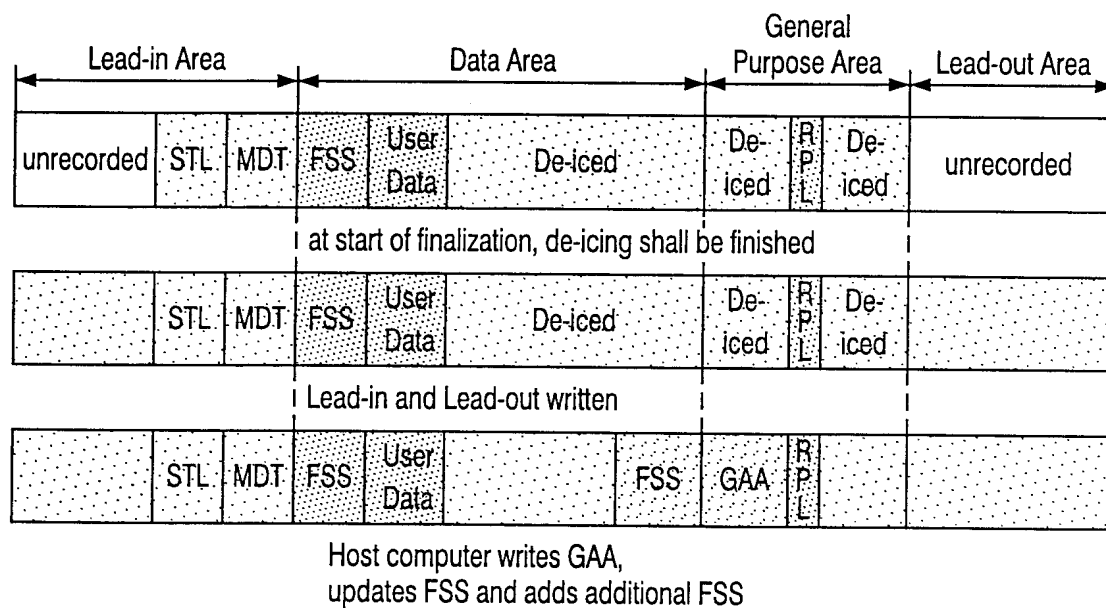 General
Lead-in Area Data Area Purpose Area Lead-out Area
unrecorded STL MDT FSS User Data De-iced De-iced RPL De-iced unrecorded
at start of finalization, de-icing shall be finished
STL MDT FSS User Data De-iced De-iced RPL De-iced
Lead-in and Lead-out written
STL MDT FSS User Data FSS GAA RPL
Host computer writes GAA,
updates FSS and adds additional FSS